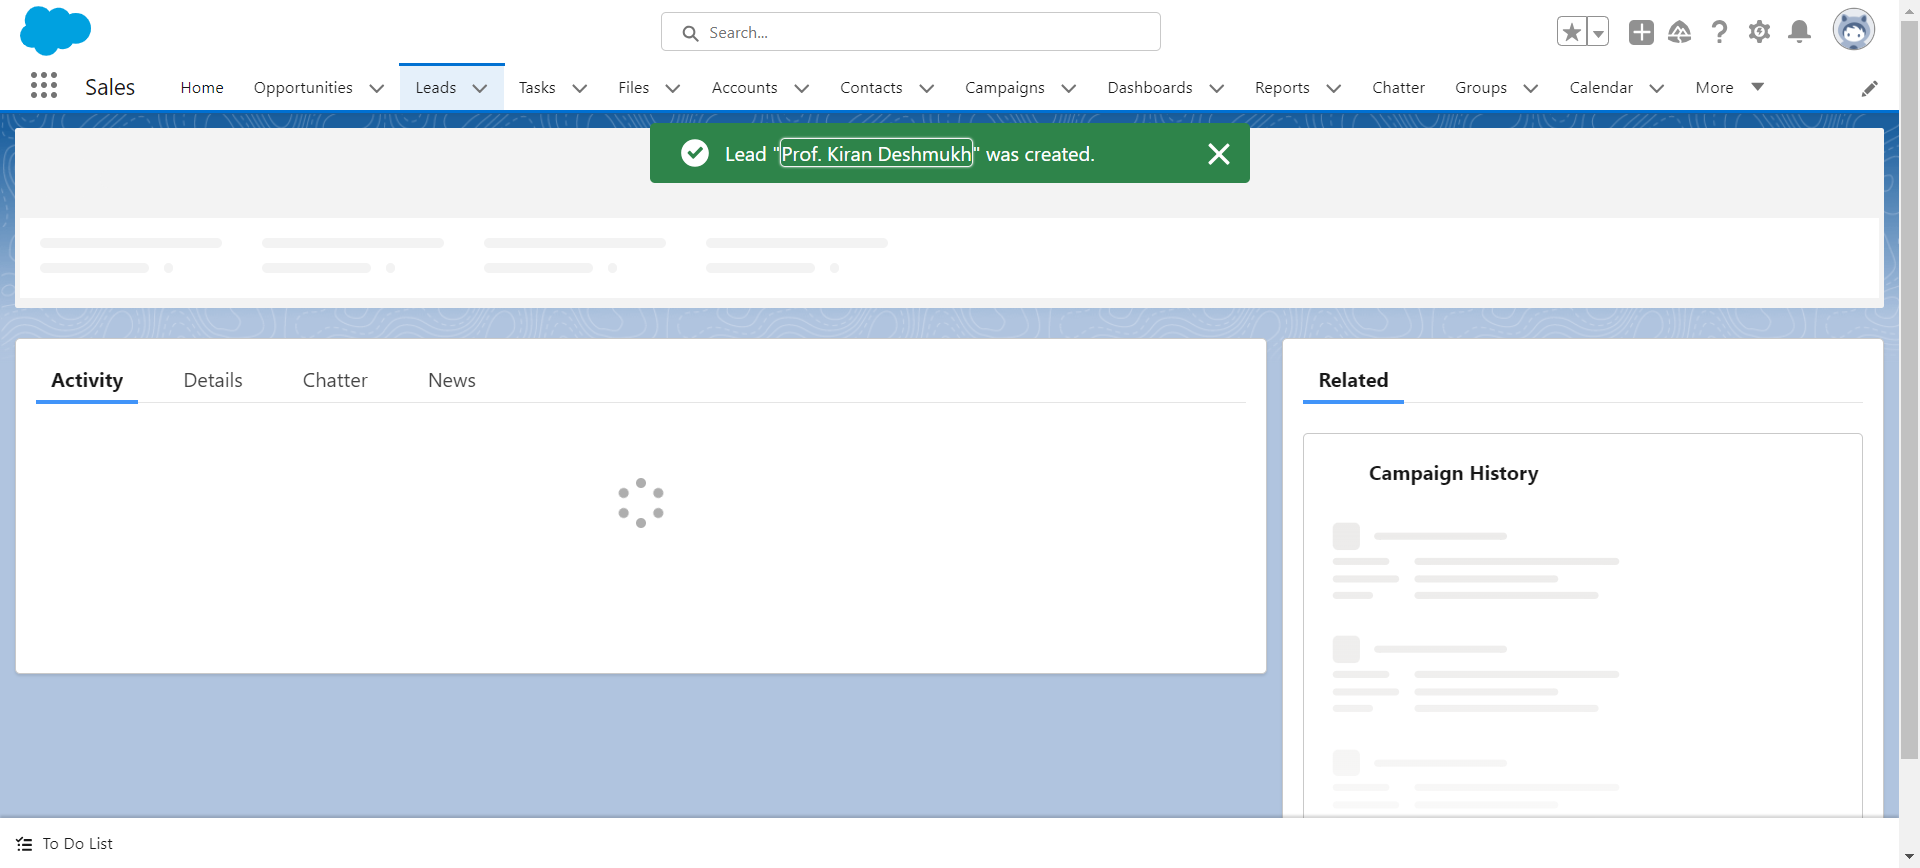 Search...
Sales
Home
Opportunities
Leads
Tasks
Files
Accounts
Contacts
Campaigns
Dashboards
Reports
Chatter
Groups
Calendar
More
Lead "Prof. Kiran Deshmukh" was created.
Activity
Details
Chatter
News
Related
Campaign History
To Do List